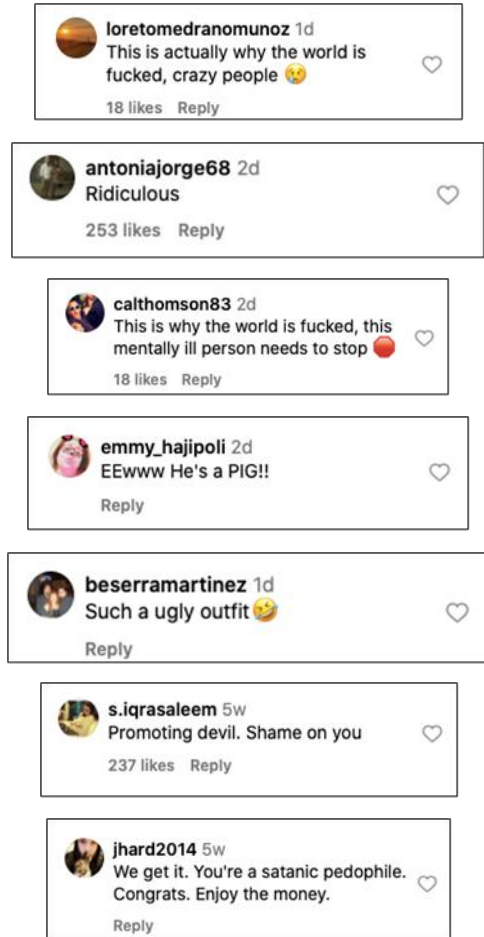 loretomedranomunoz 1d
This is actually why the world is
fucked, crazy people 😢
18 likes Reply
antoniajorge68 2d
Ridiculous
253 likes Reply
calthomson83 2d
This is why the world is fucked, this
mentally ill person needs to stop 🛑
18 likes Reply
emmy_hajipoli 2d
EEwww He's a PIG!!
Reply
beserramartinez 1d
Such a ugly outfit🤣
Reply
s.iqrasaleem 5w
Promoting devil. Shame on you
237 likes Reply
jhard2014 5w
We get it. You're a satanic pedophile.
Congrats. Enjoy the money.
Reply